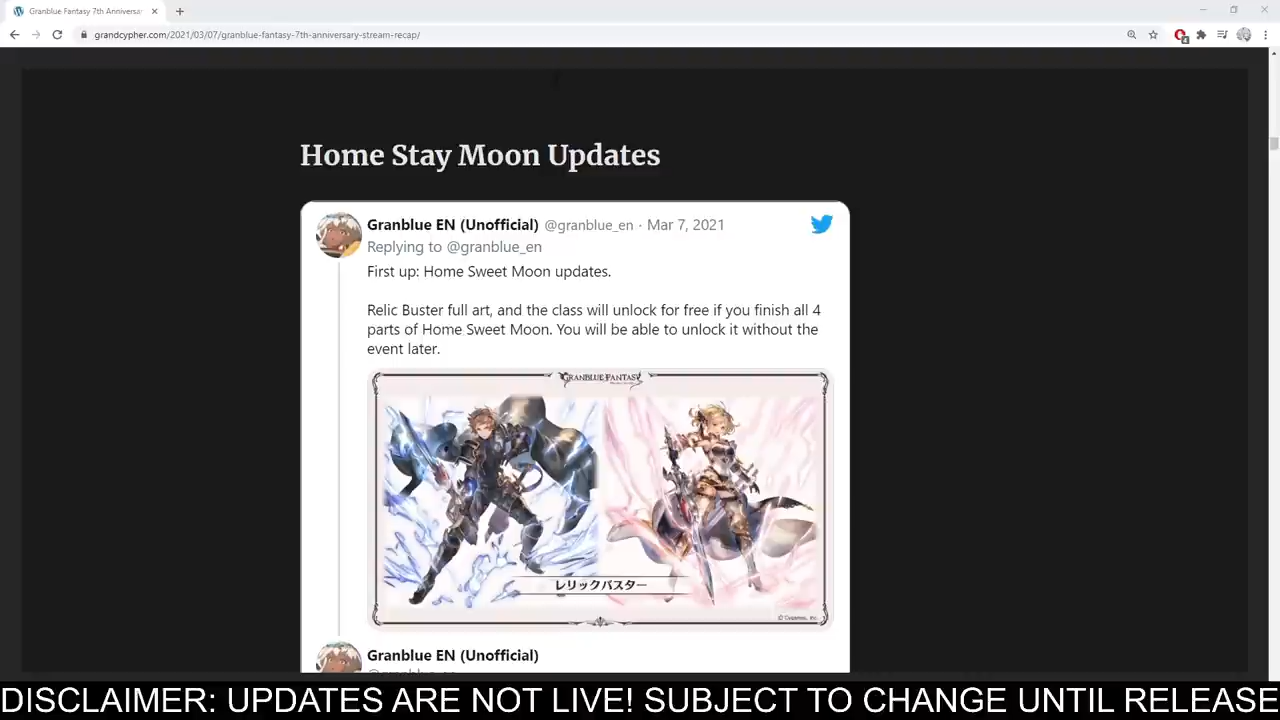 Granblue Fantasy 7th Anniversa
grandcypher.com/2021/03/07/granblue-fantasy-7th-anniversary-stream-recap/
Home Stay Moon Updates
Granblue EN (Unofficial) @granblue_en · Mar 7, 2021
Replying to @granblue_en
First up: Home Sweet Moon updates.
Relic Buster full art, and the class will unlock for free if you finish all 4
parts of Home Sweet Moon. You will be able to unlock it without the
event later.
GRANBLUE FANTASY
レリックバスター
© Cygames, Inc.
Granblue EN (Unofficial)
DISCLAIMER: UPDATES ARE NOT LIVE! SUBJECT TO CHANGE UNTIL RELEASE